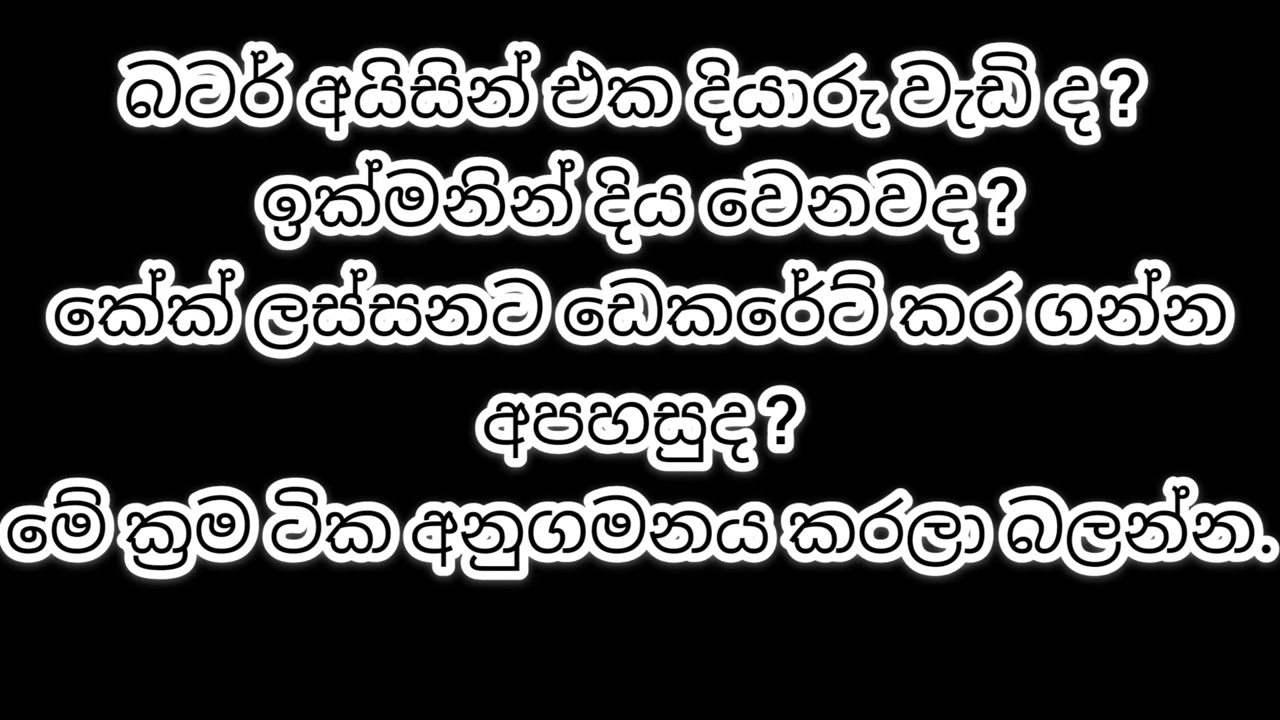 බටර් අයිසින් එක දියාරු වැඩි ද?
ඉක්මනින් දිය වෙනවද?
කේක් ලස්සනට ඩෙකරේට් කර ගන්න
අපහසුද?
මේ ක්‍රම ටික අනුගමනය කරලා බලන්න.